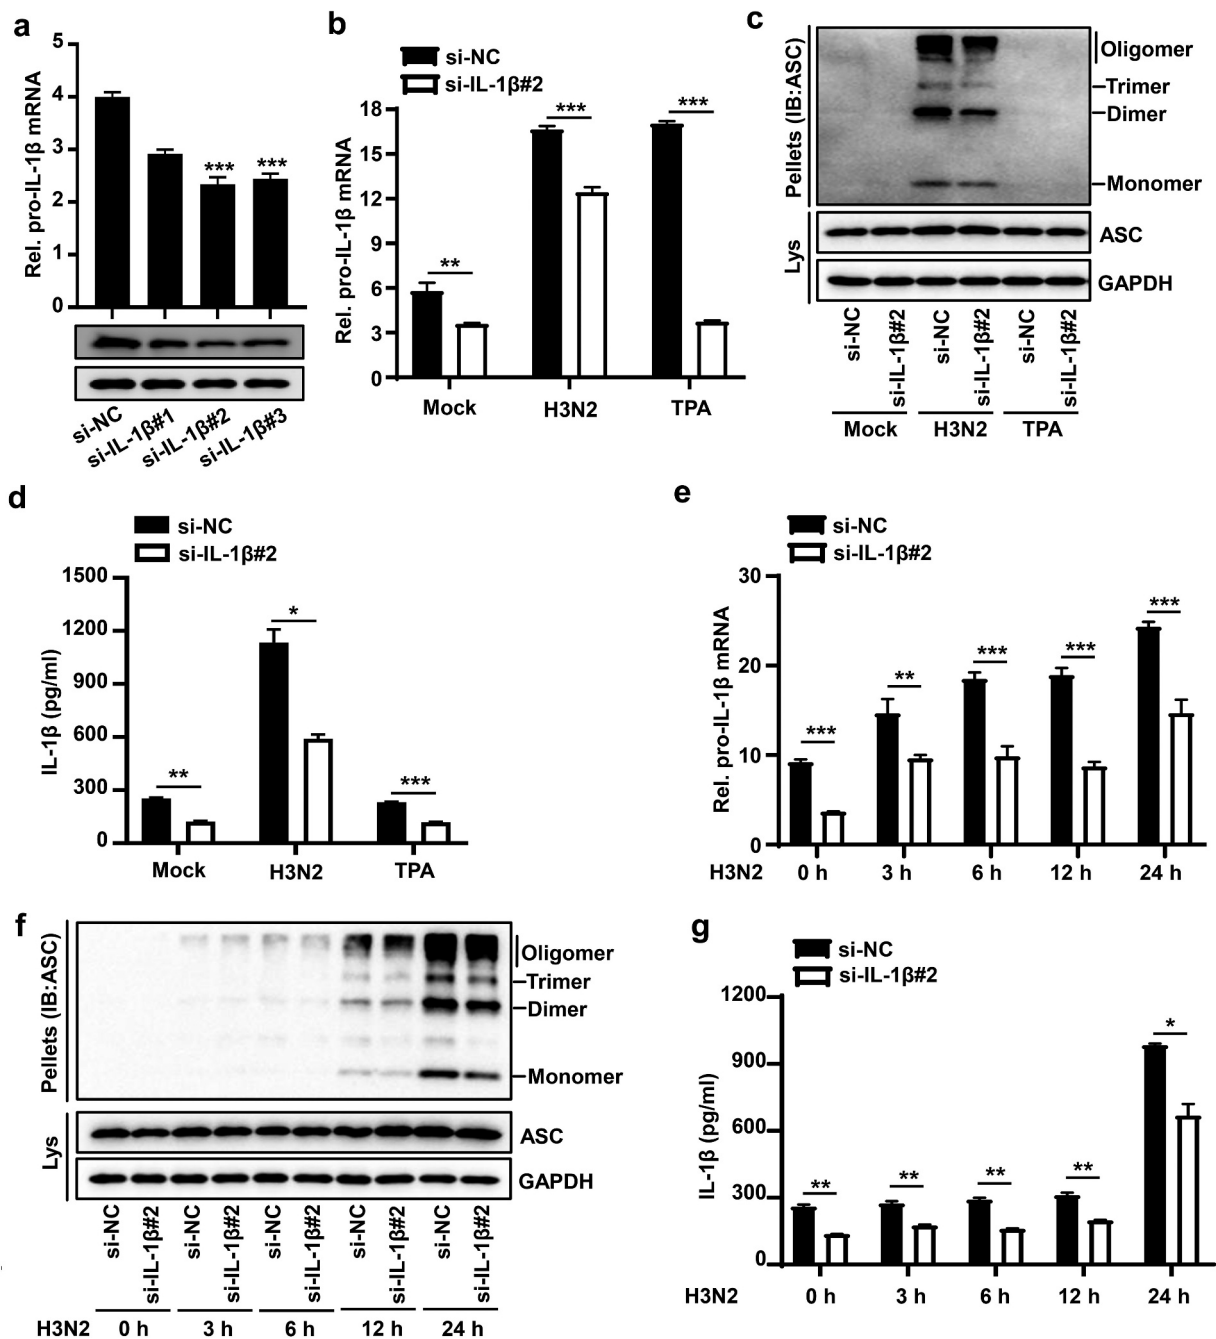 a
5
4
3
2
1
0
Rel. pro-IL-1β mRNA
***
***
si-NC
si-IL-1β#1
si-IL-1β#2
si-IL-1β#3
b
si-NC
si-IL-1β#2
18
15
12
9
6
3
0
Rel. pro-IL-1β mRNA
**
***
***
Mock
H3N2
TPA
c
Pellets (IB:ASC)
Oligomer
Trimer
Dimer
Monomer
Lys
ASC
GAPDH
si-NC
si-IL-1β#2
si-NC
si-IL-1β#2
si-NC
si-IL-1β#2
Mock
H3N2
TPA
d
si-NC
si-IL-1β#2
1500
1200
900
600
300
0
IL-1β (pg/ml)
**
*
***
Mock
H3N2
TPA
e
si-NC
si-IL-1β#2
30
20
10
0
Rel. pro-IL-1β mRNA
***
**
***
***
***
H3N2 0 h 3 h 6 h 12 h 24 h
f
Pellets (IB:ASC)
Oligomer
Trimer
Dimer
Monomer
Lys
ASC
GAPDH
si-NC
si-IL-1β#2
si-NC
si-IL-1β#2
si-NC
si-IL-1β#2
si-NC
si-IL-1β#2
si-NC
si-IL-1β#2
H3N2 0 h 3 h 6 h 12 h 24 h
g
si-NC
si-IL-1β#2
1200
900
600
300
0
IL-1β (pg/ml)
**
**
**
**
*
H3N2 0 h 3 h 6 h 12 h 24 h